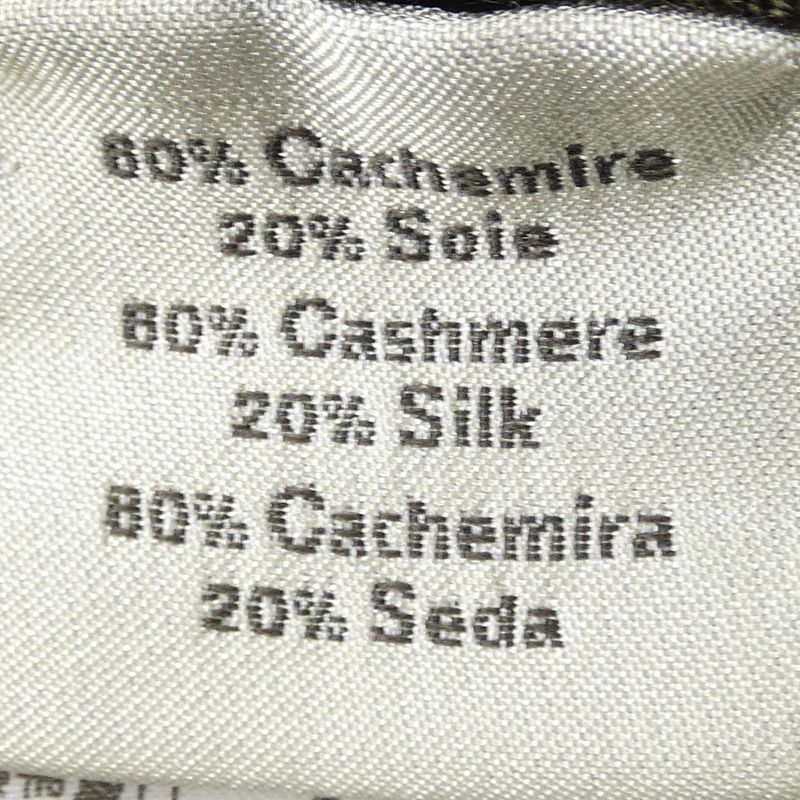 80% Cachemire
20% Soie
80% Cashmere
20% Silk
80% Cachemira
20% Seda